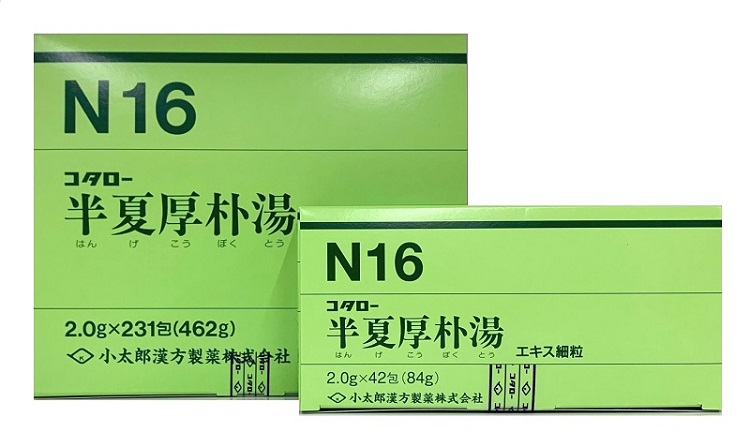 N16
コタロー
半夏厚朴湯
はんげこうぼくとう
2.0g×231包(462g)
小太郎漢方製薬株式会社
N16
コタロー
半夏厚朴湯 エキス細粒
はんげこうぼくとう
2.0g×42包(84g)
小太郎漢方製薬株式会社